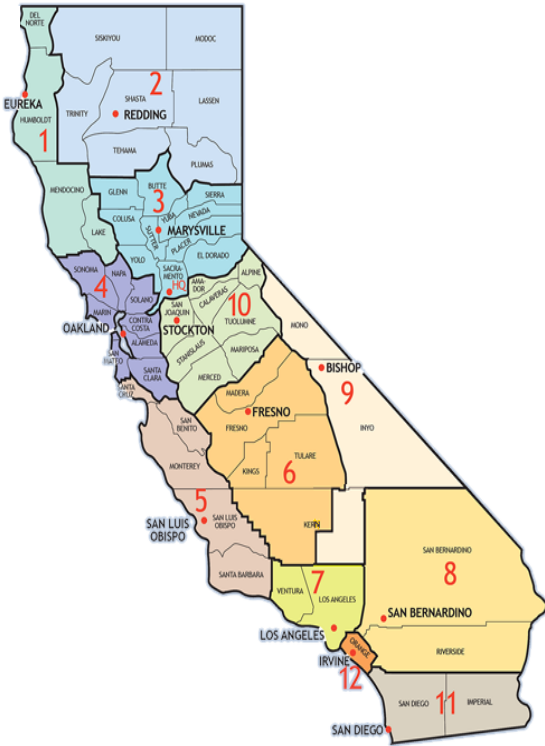 DEL
NORTE
SISKIYOU
MODOC
2
EUREKA
SHASTA
LASSEN
TRINITY
REDDING
HUMBOLDT
1
TEHAMA
PLUMAS
MENDOCINO
GLENN
BUTTE
3
SIERRA
YUBA
NEVADA
COLUSA
LAKE
SUTTER
MARYSVILLE
PLACER
YOLO
EL DORADO
SONOMA
NAPA
4
SACRA-
MENTO
HQ
AMA-
DOR
ALPINE
SOLANO
CALAVERAS
10
MARIN
SAN
JOAQUIN
CONTRA
COSTA
TUOLUMNE
MONO
OAKLAND
STOCKTON
ALAMEDA
STANISLAUS
MARIPOSA
SAN
MATEO
SANTA
CLARA
MERCED
BISHOP
SANTA
CRUZ
9
MADERA
FRESNO
SAN
BENITO
FRESNO
INYO
TULARE
MONTEREY
KINGS
6
5
SAN LUIS
OBISPO
SAN LUIS
OBISPO
KERN
SAN BERNARDINO
SANTA BARBARA
7
8
VENTURA
LOS ANGELES
SAN BERNARDINO
LOS ANGELES
ORANGE
IRVINE
RIVERSIDE
12
SAN DIEGO
11
IMPERIAL
SAN DIEGO